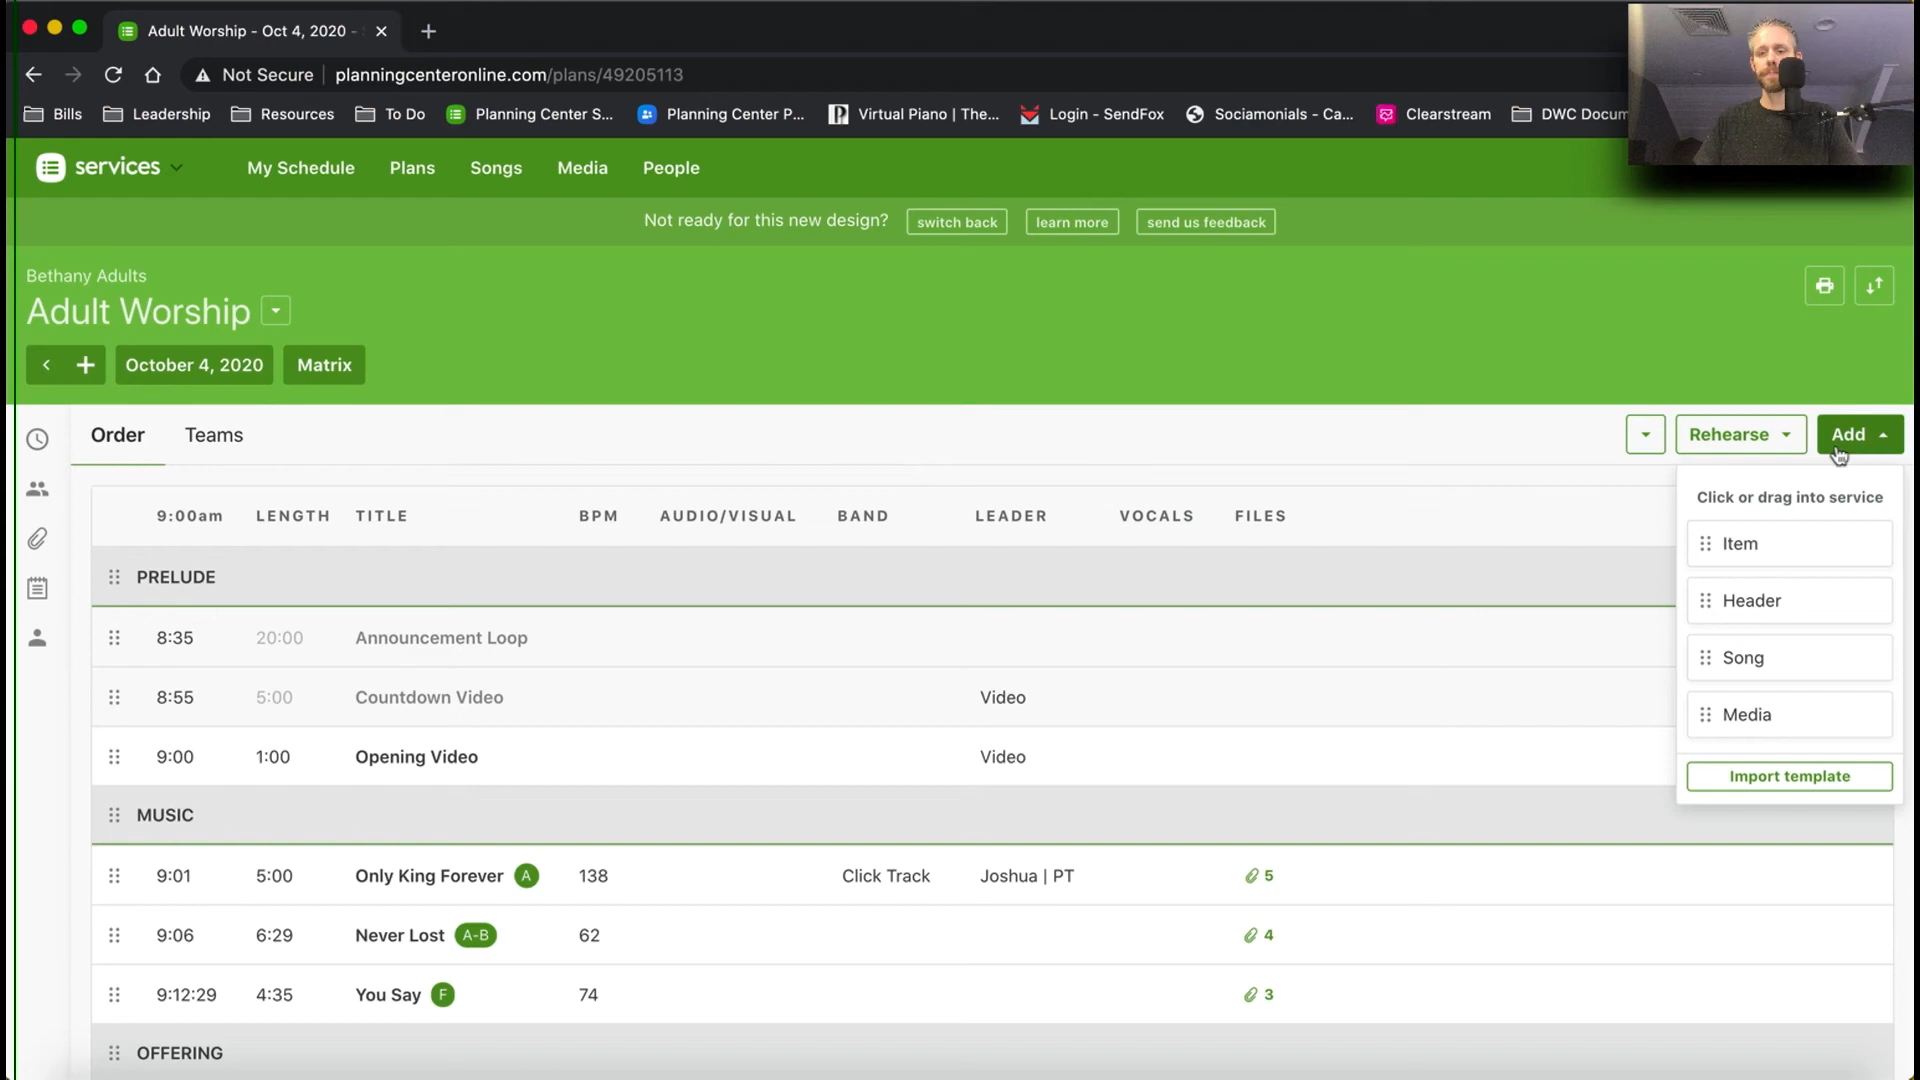 Adult Worship - Oct 4, 2020 -
Not Secure planningcenteronline.com/plans/49205113
Bills Leadership Resources To Do Planning Center S... Planning Center P... Virtual Piano | The... Login - SendFox Sociamonials - Ca... Clearstream DWC Docum
services My Schedule Plans Songs Media People
Not ready for this new design? switch back learn more send us feedback
Bethany Adults
Adult Worship
October 4, 2020 Matrix
Order Teams Rehearse Add
Click or drag into service
Item
Header
Song
Media
Import template
9:00am LENGTH TITLE BPM AUDIO/VISUAL BAND LEADER VOCALS FILES
PRELUDE
8:35 20:00 Announcement Loop
8:55 5:00 Countdown Video Video
9:00 1:00 Opening Video Video
MUSIC
9:01 5:00 Only King Forever A 138 Click Track Joshua | PT 5
9:06 6:29 Never Lost A-B 62 4
9:12:29 4:35 You Say F 74 3
OFFERING